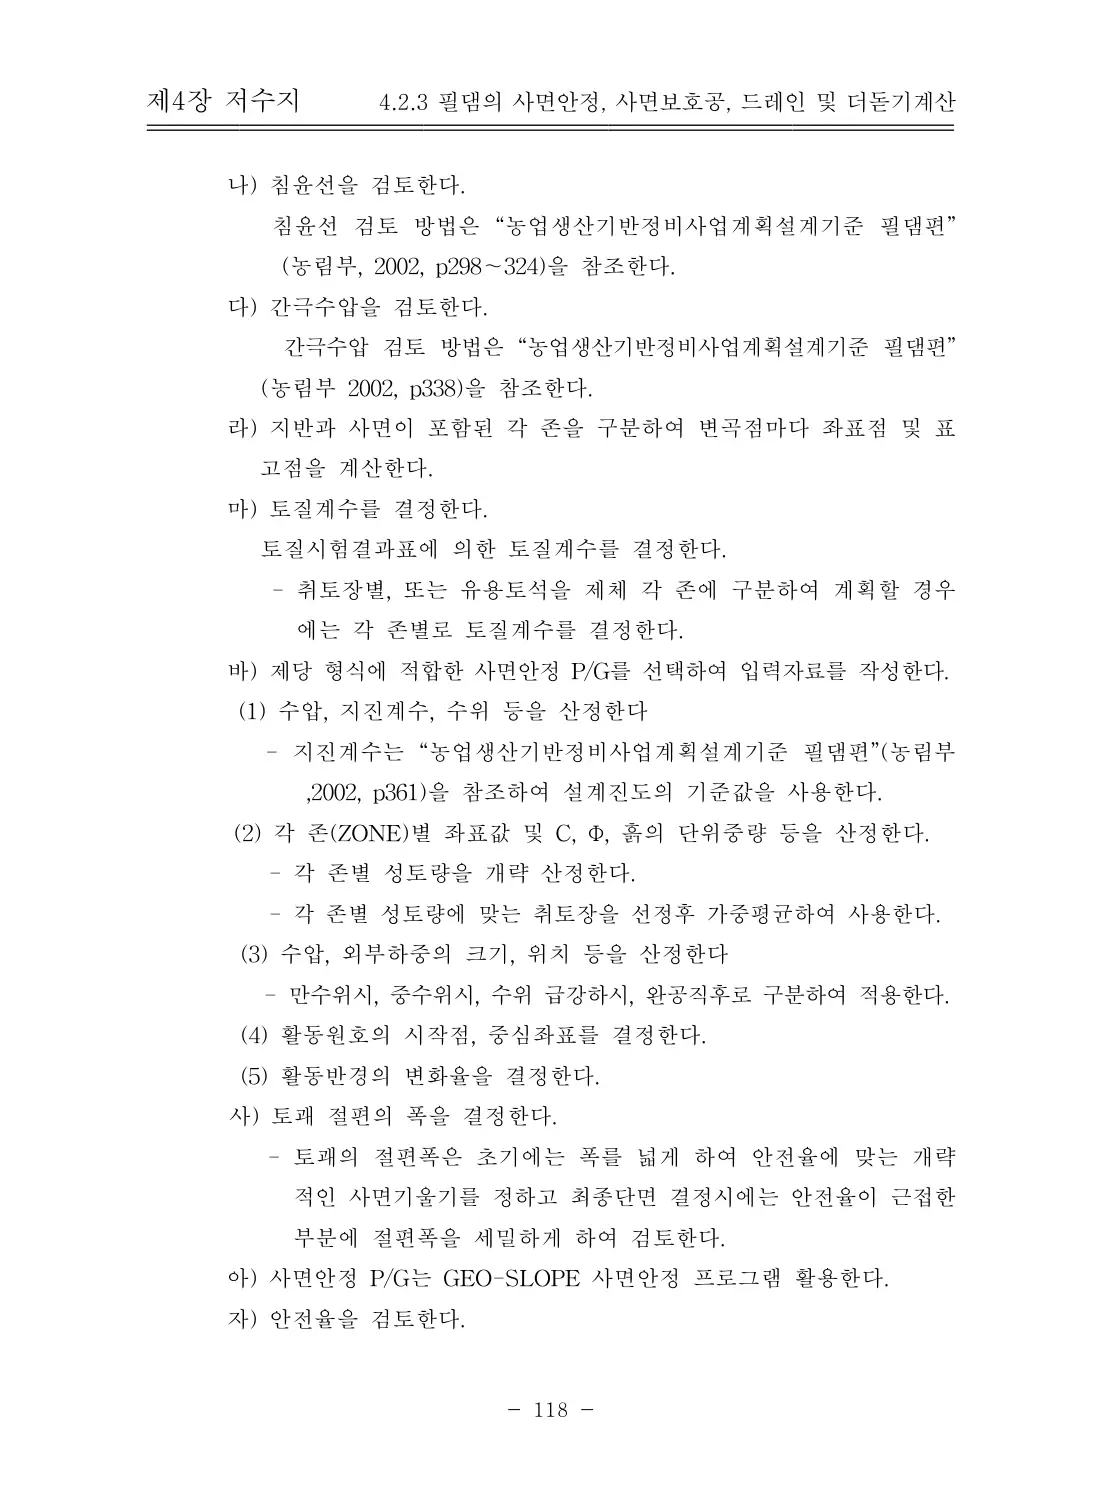 제4장 저수지 4.2.3 필댐의 사면안정, 사면보호공, 드레인 및 더돋기계산
나) 침윤선을 검토한다.
침윤선 검토 방법은 “농업생산기반정비사업계획설계기준 필댐편”
(농림부, 2002, p298～324)을 참조한다.
다) 간극수압을 검토한다.
간극수압 검토 방법은 “농업생산기반정비사업계획설계기준 필댐편”
(농림부 2002, p338)을 참조한다.
라) 지반과 사면이 포함된 각 존을 구분하여 변곡점마다 좌표점 및 표
고점을 계산한다.
마) 토질계수를 결정한다.
토질시험결과표에 의한 토질계수를 결정한다.
- 취토장별, 또는 유용토석을 제체 각 존에 구분하여 계획할 경우
에는 각 존별로 토질계수를 결정한다.
바) 제당 형식에 적합한 사면안정 P/G를 선택하여 입력자료를 작성한다.
(1) 수압, 지진계수, 수위 등을 산정한다
- 지진계수는 “농업생산기반정비사업계획설계기준 필댐편”(농림부
,2002, p361)을 참조하여 설계진도의 기준값을 사용한다.
(2) 각 존(ZONE)별 좌표값 및 C, Φ, 흙의 단위중량 등을 산정한다.
- 각 존별 성토량을 개략 산정한다.
- 각 존별 성토량에 맞는 취토장을 선정후 가중평균하여 사용한다.
(3) 수압, 외부하중의 크기, 위치 등을 산정한다
- 만수위시, 중수위시, 수위 급강하시, 완공직후로 구분하여 적용한다.
(4) 활동원호의 시작점, 중심좌표를 결정한다.
(5) 활동반경의 변화율을 결정한다.
사) 토괘 절편의 폭을 결정한다.
- 토괘의 절편폭은 초기에는 폭를 넓게 하여 안전율에 맞는 개략
적인 사면기울기를 정하고 최종단면 결정시에는 안전율이 근접한
부분에 절편폭을 세밀하게 하여 검토한다.
아) 사면안정 P/G는 GEO-SLOPE 사면안정 프로그램 활용한다.
자) 안전율을 검토한다.
- 118 -